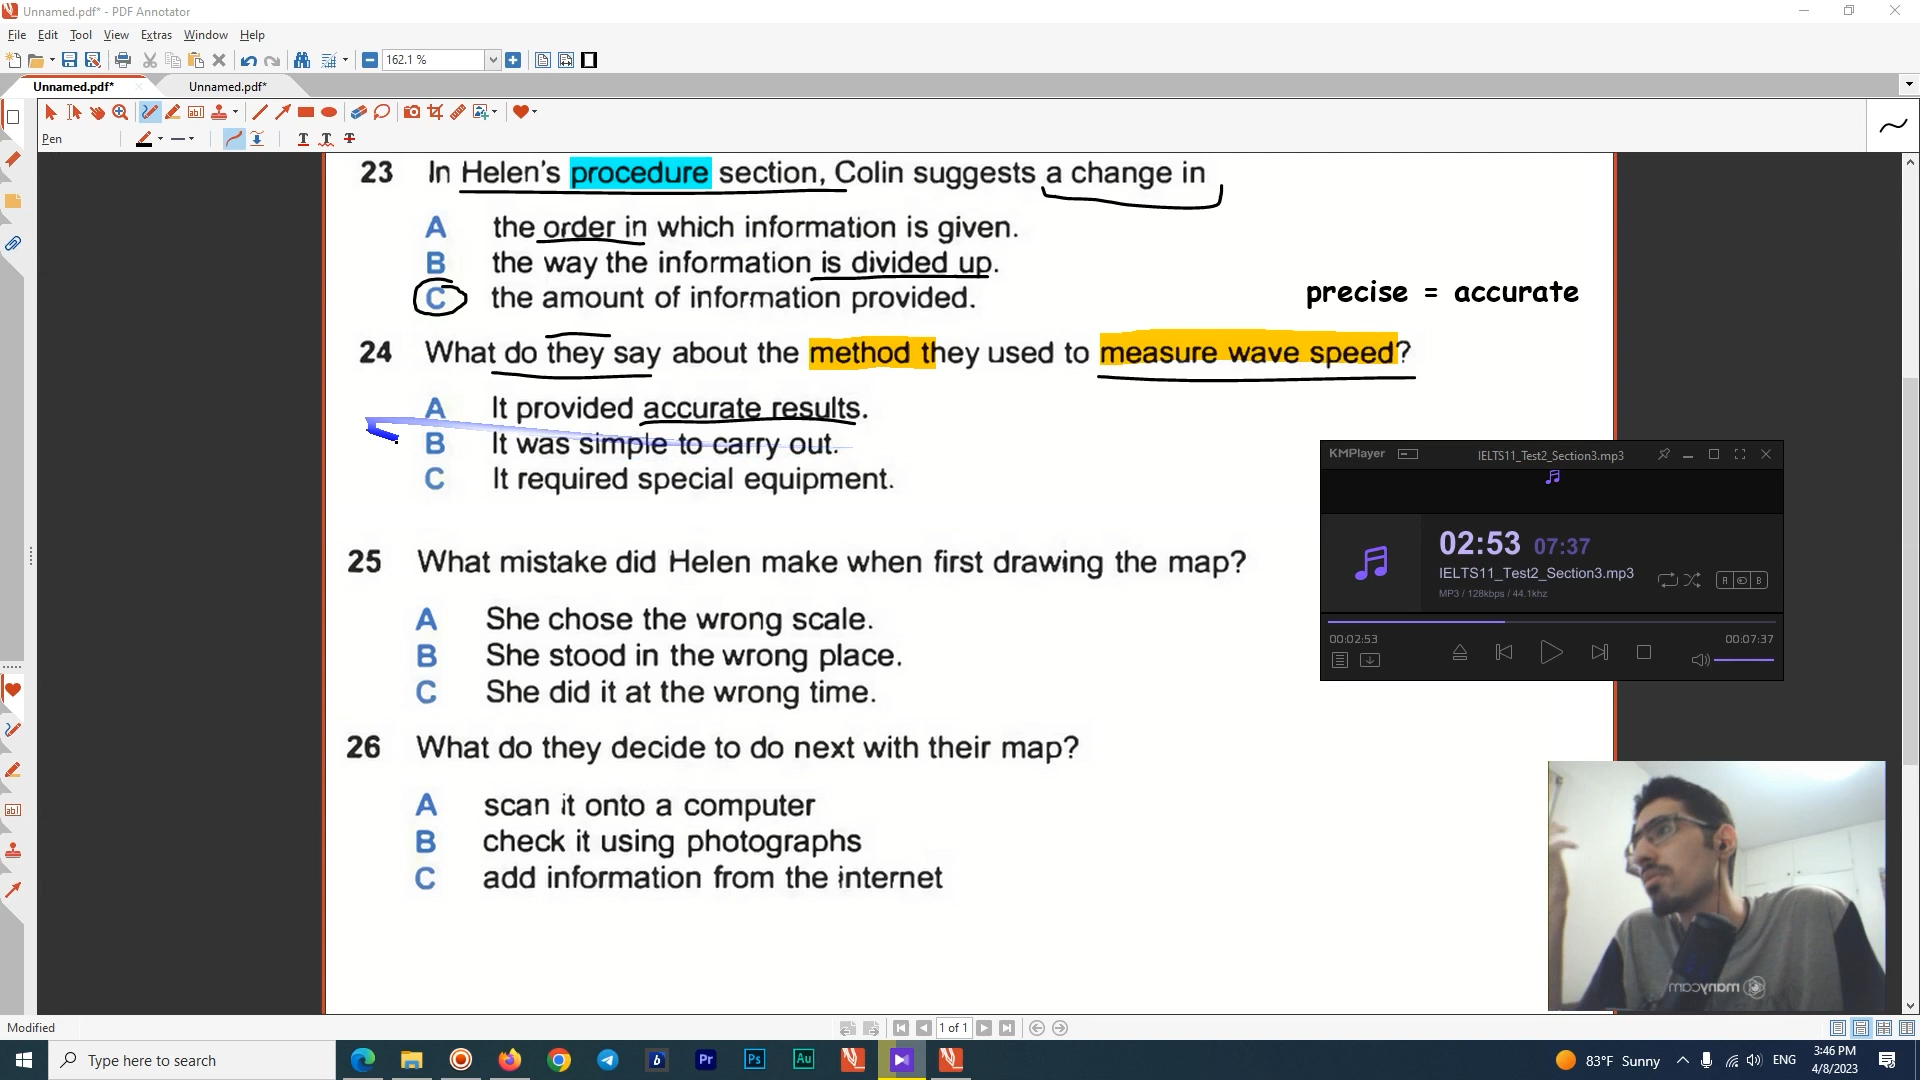 Unnamed.pdf* - PDF Annotator
File Edit Tool View Extras Window Help
162.1 %
Unnamed.pdf* Unnamed.pdf*
Pen
23 In Helen's procedure section, Colin suggests a change in
A the order in which information is given.
B the way the information is divided up.
C the amount of information provided.
precise = accurate
24 What do they say about the method they used to measure wave speed?
A It provided accurate results.
B It was simple to carry out.
C It required special equipment.
KMPlayer IELTS11_Test2_Section3.mp3
02:53 07:37
IELTS11_Test2_Section3.mp3
MP3 / 128kbps / 44.1khz
00:02:53 00:07:37
25 What mistake did Helen make when first drawing the map?
A She chose the wrong scale.
B She stood in the wrong place.
C She did it at the wrong time.
26 What do they decide to do next with their map?
A scan it onto a computer
B check it using photographs
C add information from the internet
manycam
Modified 1 of 1
Type here to search
83°F Sunny ENG 3:46 PM
4/8/2023